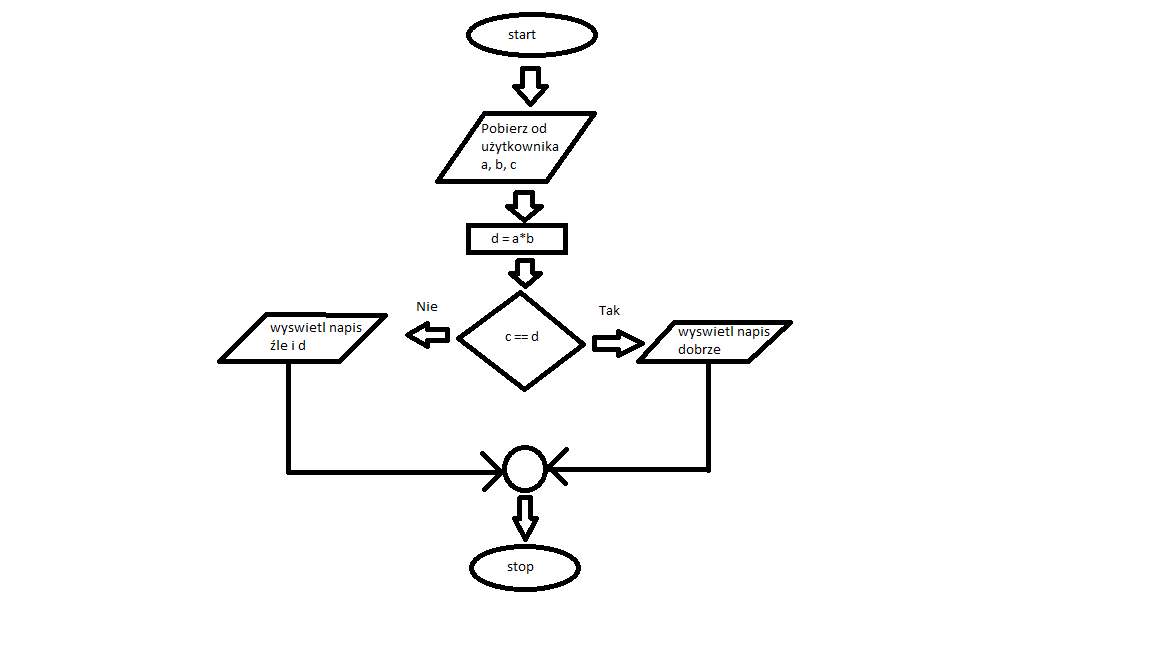 start
Pobierz od
użytkownika
a, b, c
d = a*b
Nie
Tak
c == d
wyswietl napis
źle i d
wyswietl napis
dobrze
stop